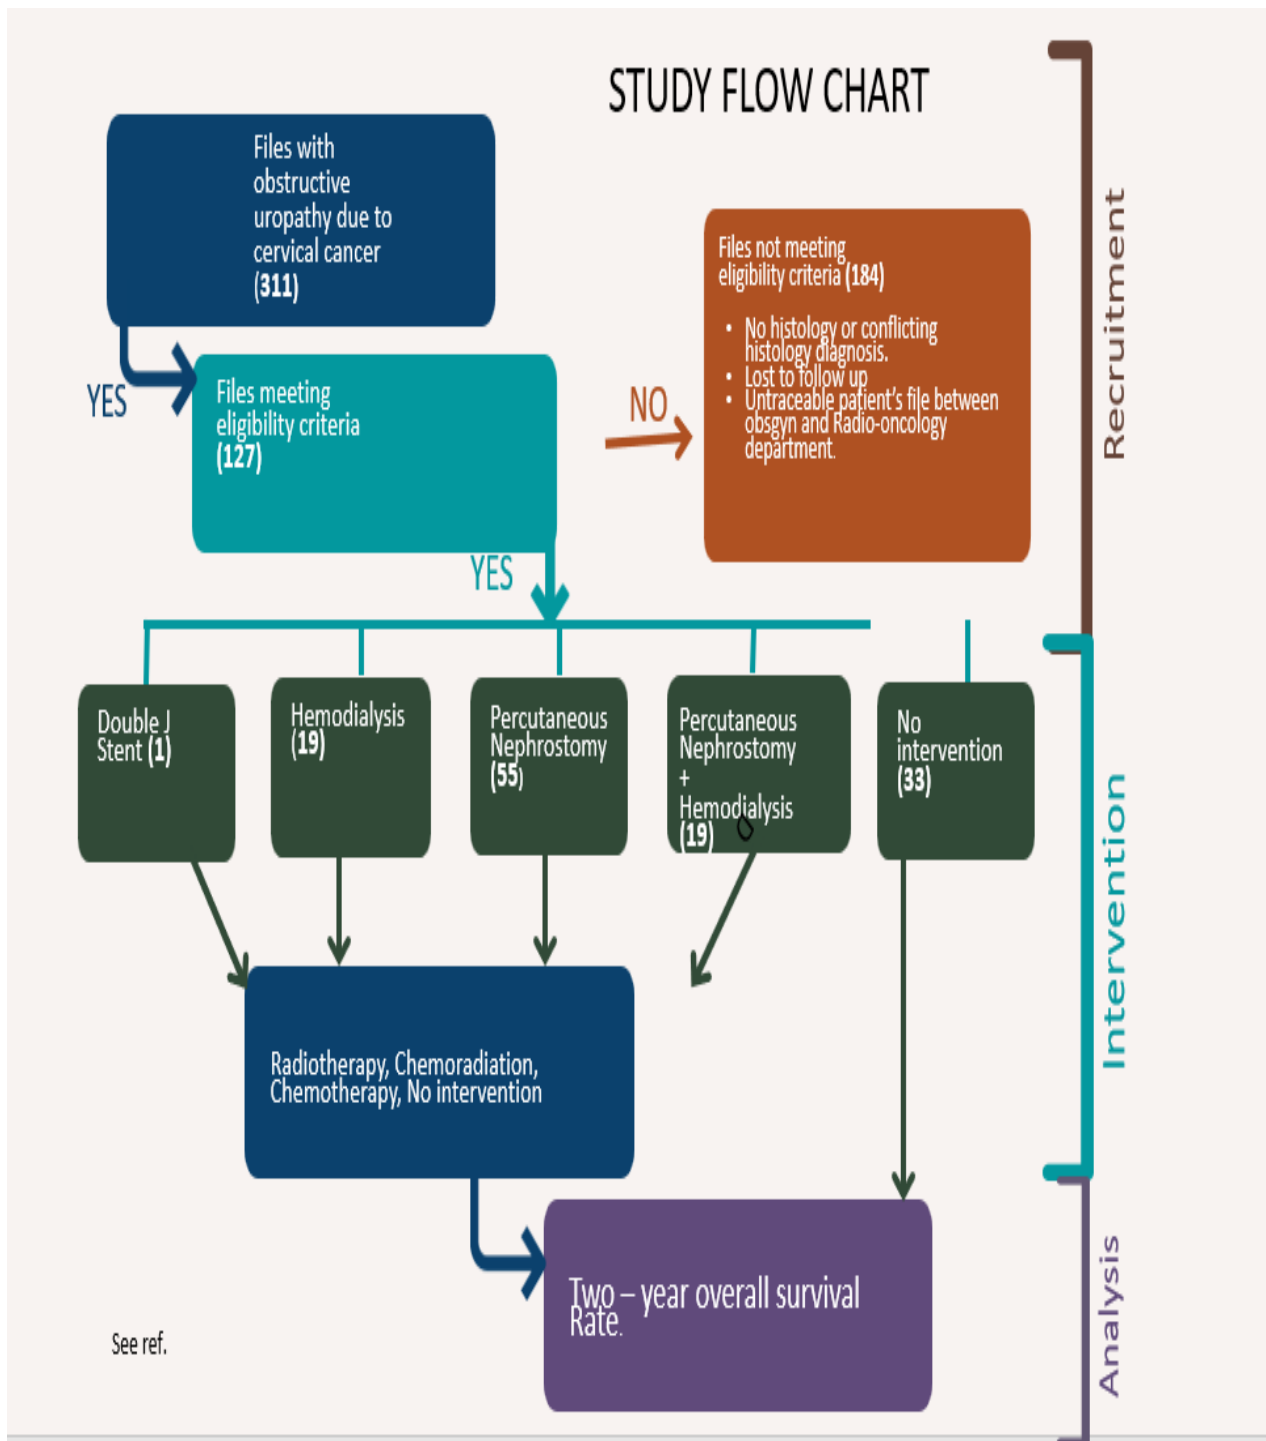 STUDY FLOW CHART
Files with
obstructive
uropathy due to
cervical cancer
(311)
YES
Files meeting
eligibility criteria
(127)
NO
Files not meeting
eligibility criteria (184)
• No histology or conflicting
histology diagnosis.
• Lost to follow up
• Untraceable patient's file between
obsgyn and Radio-oncology
department.
Recruitment
YES
Double J
Stent (1)
Hemodialysis
(19)
Percutaneous
Nephrostomy
(55)
Percutaneous
Nephrostomy
+
Hemodialysis
(19)
No
intervention
(33)
Intervention
Radiotherapy, Chemoradiation,
Chemotherapy, No intervention
Two – year overall survival
Rate.
Analysis
See ref.